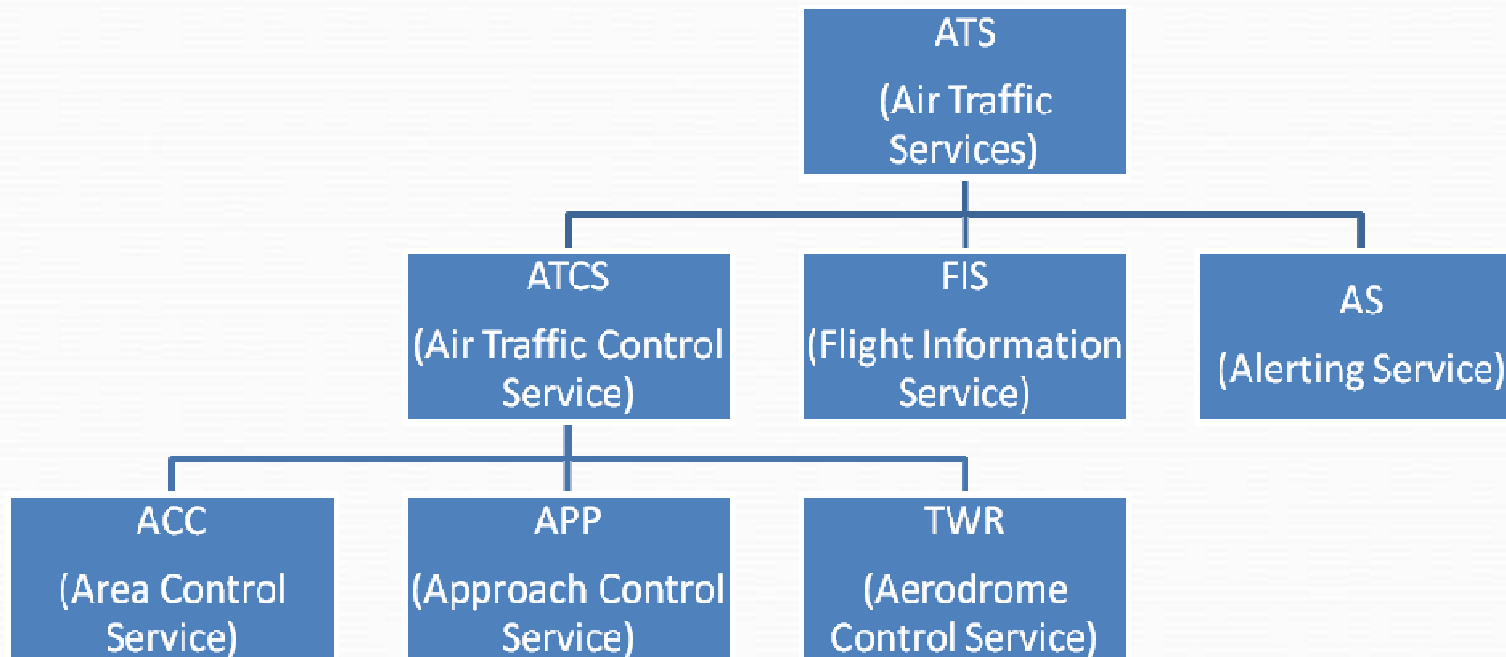 ATS
(Air Traffic
Services)
ATCS
(Air Traffic Control
Service)
FIS
(Flight Information
Service)
AS
(Alerting Service)
ACC
(Area Control
Service)
APP
(Approach Control
Service)
TWR
(Aerodrome
Control Service)